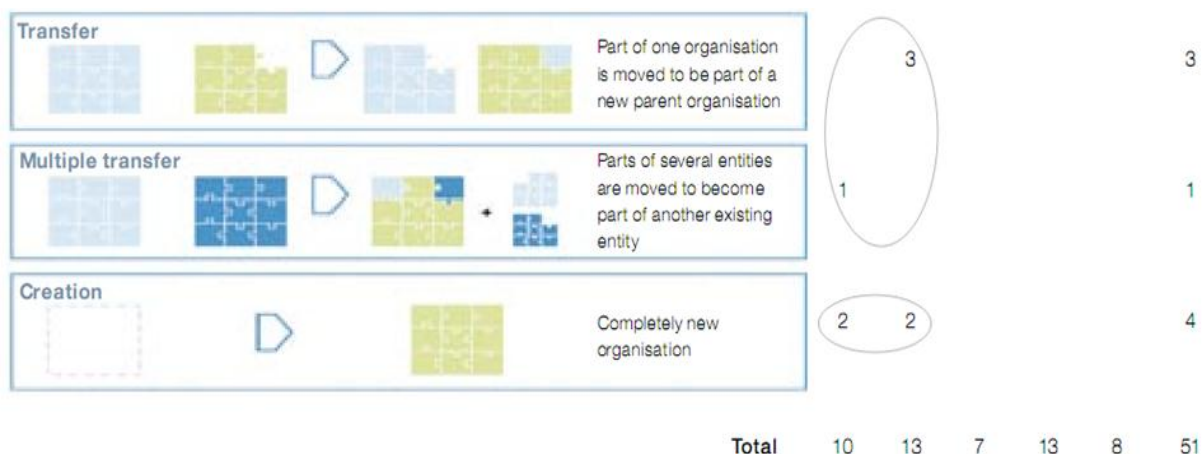 Transfer
Part of one organisation
is moved to be part of a
new parent organisation
3 3
Multiple transfer
Parts of several entities
are moved to become
part of another existing
entity
+
1 1
Creation
Completely new
organisation
2 2 4
Total 10 13 7 13 8 51